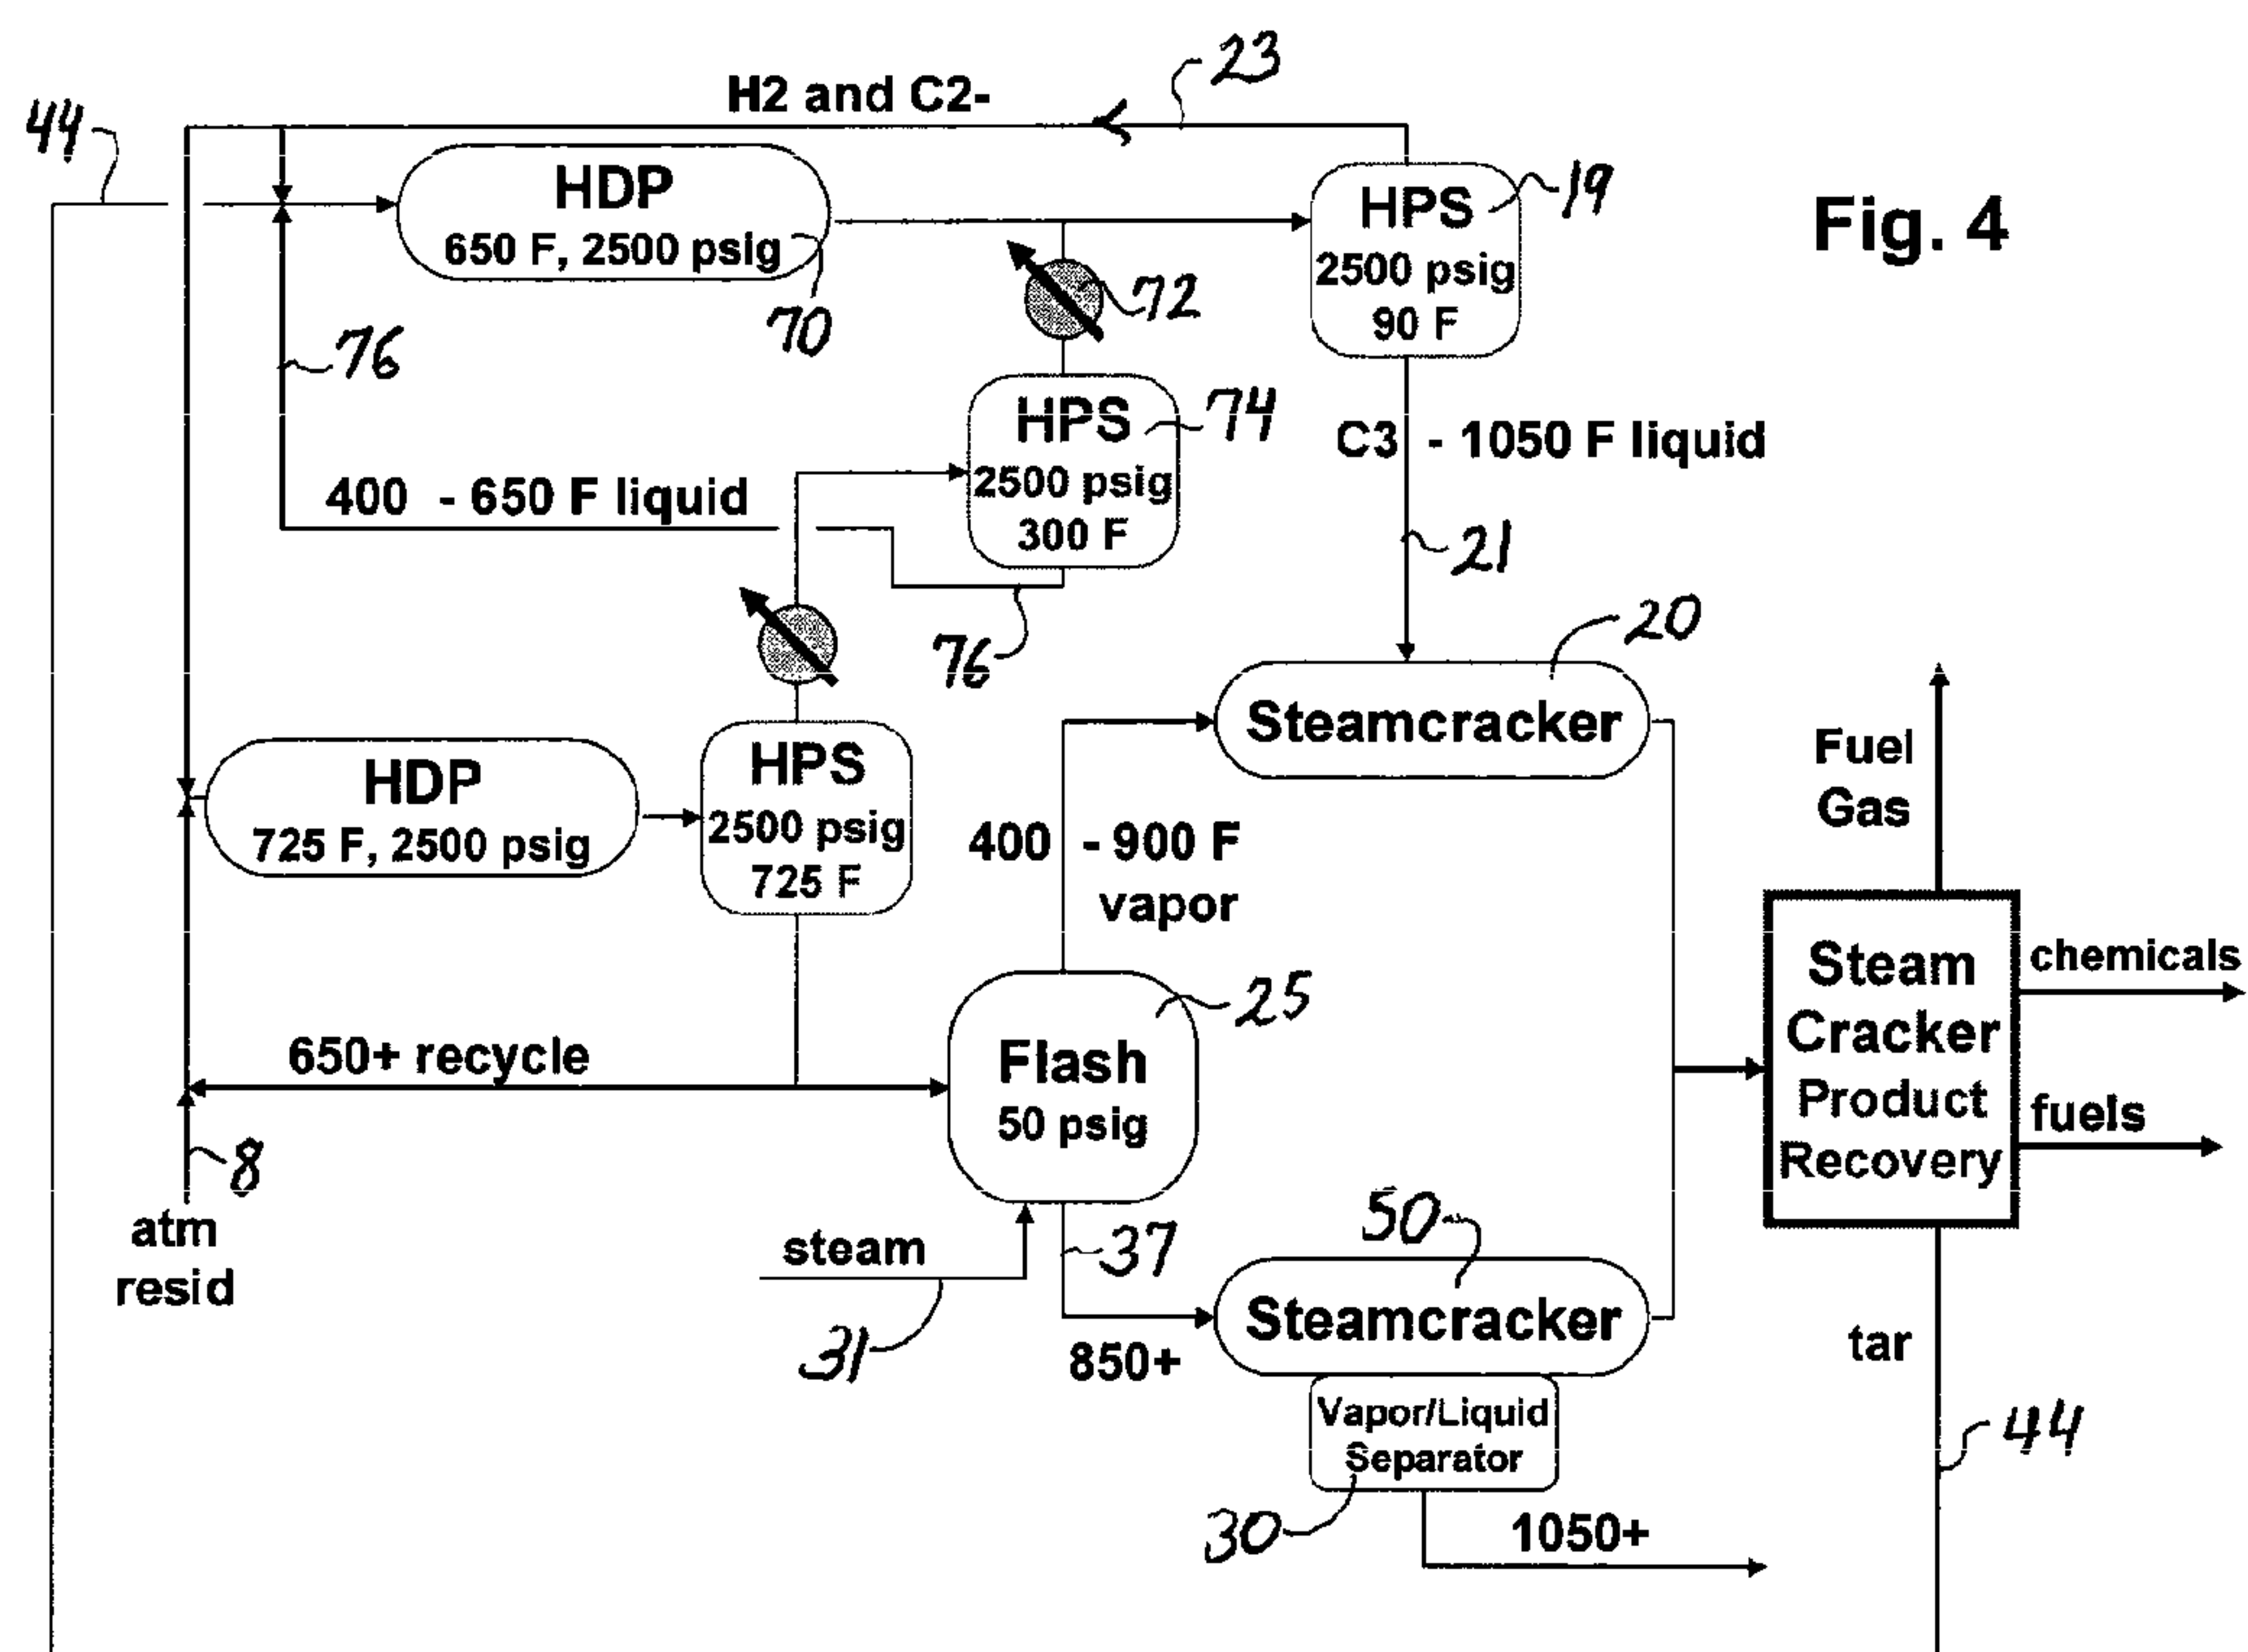 23
H2 and C2-
44
HDP
650 F, 2500 psig
70
HPS
2500 psig
90 F
19
Fig. 4
72
76
HPS
2500 psig
300 F
74
C3 - 1050 F liquid
400 - 650 F liquid
21
76
20
Steamcracker
HDP
725 F, 2500 psig
HPS
2500 psig
725 F
400 - 900 F
vapor
Fuel
Gas
Steam
Cracker
Product
Recovery
chemicals
fuels
25
Flash
50 psig
650+ recycle
8
atm
resid
steam
31
37
50
Steamcracker
850+
Vapor/Liquid
Separator
30
1050+
tar
44